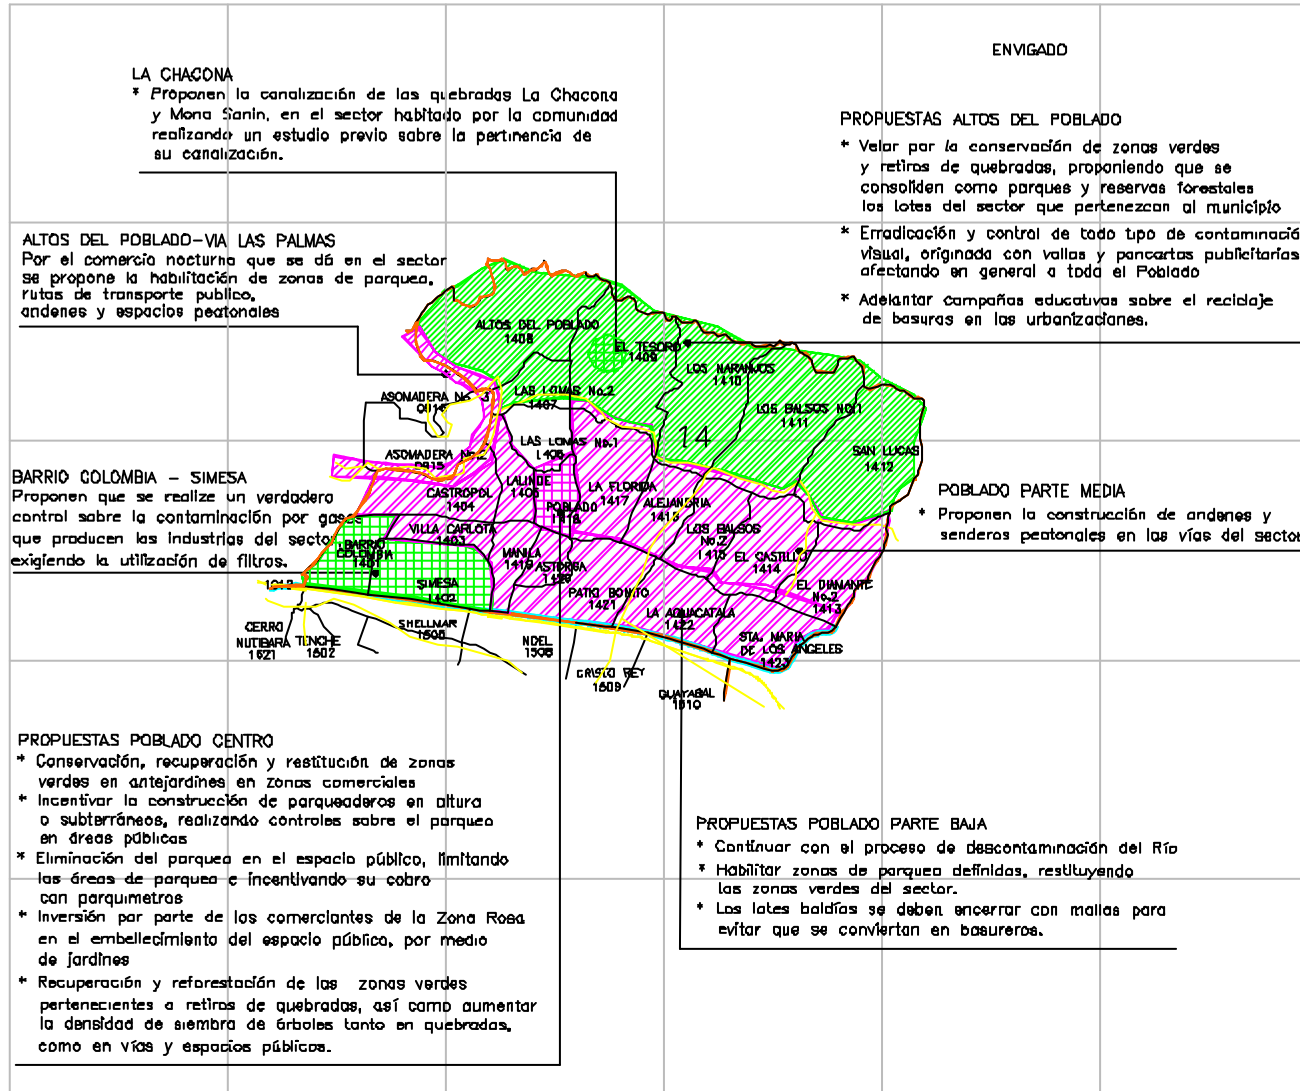 ENVIGADO
LA CHACONA
* Proponen la canalización de las quebradas La Chacona
y Mona Sanin, en el sector habitado por la comunidad
realizando un estudio previo sobre la pertinencia de
su canalización.
PROPUESTAS ALTOS DEL POBLADO
* Velar por la conservación de zonas verdes
y retiros de quebradas, proponiendo que se
consoliden como parques y reservas forestales
los lotes del sector que pertenezcan al municipio
* Erradicación y control de todo tipo de contaminació
visual, originada con vallas y pancartas publicitarias
afectando en general a todo el Poblado
* Adelantar campañas educativas sobre el reciclaje
de basuras en las urbanizaciones.
ALTOS DEL POBLADO-VIA LAS PALMAS
Por el comercio nocturno que se dá en el sector
se propone la habilitación de zonas de parqueo,
rutas de transporte publico,
andenes y espacios peatonales
ALTOS DEL POBLADO
1408
EL TESORO
1409
LOS NARANJOS
1410
LAS LOMAS No.2
1407
LOS BALSOS No.1
1411
SAN LUCAS
1412
14
ASOMADERA No.3
ASOMADERA No.2
LAS LOMAS No.1
1406
CASTROPOL
1404
LALINDE
1405
LA FLORIDA
1417
ALEJANDRIA
1415
POBLADO
1416
VILLA CARLOTA
1403
LOS BALSOS
No.2
1415
BARRIO
COLOMBIA
1401
MANILA
1419
ASTORGA
1420
EL CASTILLO
1414
SIMESA
1402
PATIO BONITO
1421
EL DIAMANTE
No.2
1413
LA AGUACATALA
1422
STA. MARIA
DE LOS ANGELES
1423
CERRO
NUTIBARA
1621
TENCHE
1502
SHELLMAR
1505
NOEL
1508
CRISTO REY
1509
GUAYABAL
1510
BARRIO COLOMBIA - SIMESA
Proponen que se realize un verdadero
control sobre la contaminación por gases
que producen las industrias del sector
exigiendo la utilización de filtros.
POBLADO PARTE MEDIA
* Proponen la construcción de andenes y
senderos peatonales en las vías del sector
PROPUESTAS POBLADO CENTRO
* Conservación, recuperación y restitución de zonas
verdes en antejardines en zonas comerciales
* Incentivar la construcción de parqueaderos en altura
o subterráneos, realizando controles sobre el parqueo
en áreas públicas
* Eliminación del parqueo en el espacio público, limitando
las áreas de parqueo e incentivando su cobro
con parquimetros
* Inversión por parte de los comerciantes de la Zona Rosa
en el embellecimiento del espacio público, por medio
de jardines
* Recuperación y reforestación de las zonas verdes
pertenecientes a retiros de quebradas, así como aumentar
la densidad de siembra de árboles tanto en quebradas,
como en vías y espacios públicos.
PROPUESTAS POBLADO PARTE BAJA
* Continuar con el proceso de descontaminación del Río
* Habilitar zonas de parqueo definidas, restituyendo
las zonas verdes del sector.
* Los lotes baldíos se deben encerrar con mallas para
evitar que se conviertan en basureros.